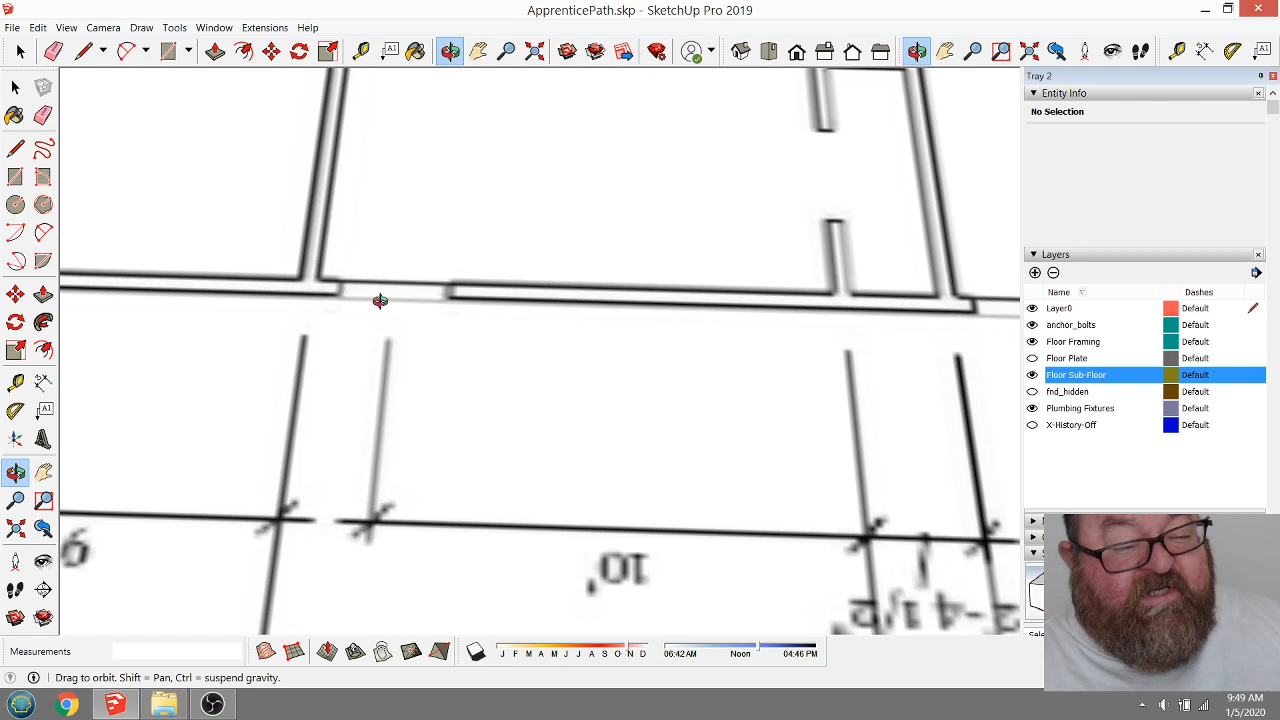 ApprenticePath.skp - SketchUp Pro 2019
File Edit View Camera Draw Tools Window Extensions Help
Tray 2
Entity Info
No Selection
Layers
Name Dashes
Layer0 Default
anchor_bolts Default
Floor Framing Default
Floor Plate Default
Floor Sub-Floor Default
fnd_hidden Default
Plumbing Fixtures Default
X-History-Off Default
6
10'
Measurements
J F M A M J J A S O N D
06:42 AM Noon 04:46 PM
Drag to orbit. Shift = Pan, Ctrl = suspend gravity.
9:49 AM
1/5/2020